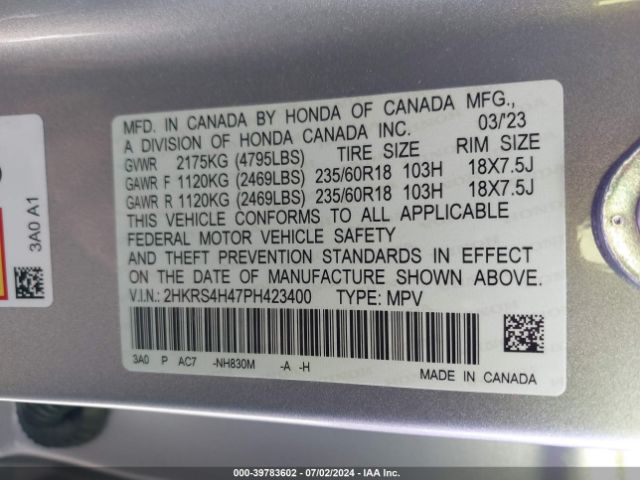 MFD. IN CANADA BY HONDA OF CANADA MFG.,
A DIVISION OF HONDA CANADA INC. 03/'23
GVWR 2175KG (4795LBS) TIRE SIZE RIM SIZE
GAWR F 1120KG (2469LBS) 235/60R18 103H 18X7.5J
GAWR R 1120KG (2469LBS) 235/60R18 103H 18X7.5J
THIS VEHICLE CONFORMS TO ALL APPLICABLE
FEDERAL MOTOR VEHICLE SAFETY
AND THEFT PREVENTION STANDARDS IN EFFECT
ON THE DATE OF MANUFACTURE SHOWN ABOVE.
V.I.N.: 2HKRS4H47PH423400 TYPE: MPV
3A0 P AC7 -NH830M -A -H
MADE IN CANADA
3A0 A1
000-39783602 - 07/02/2024 - IAA Inc.